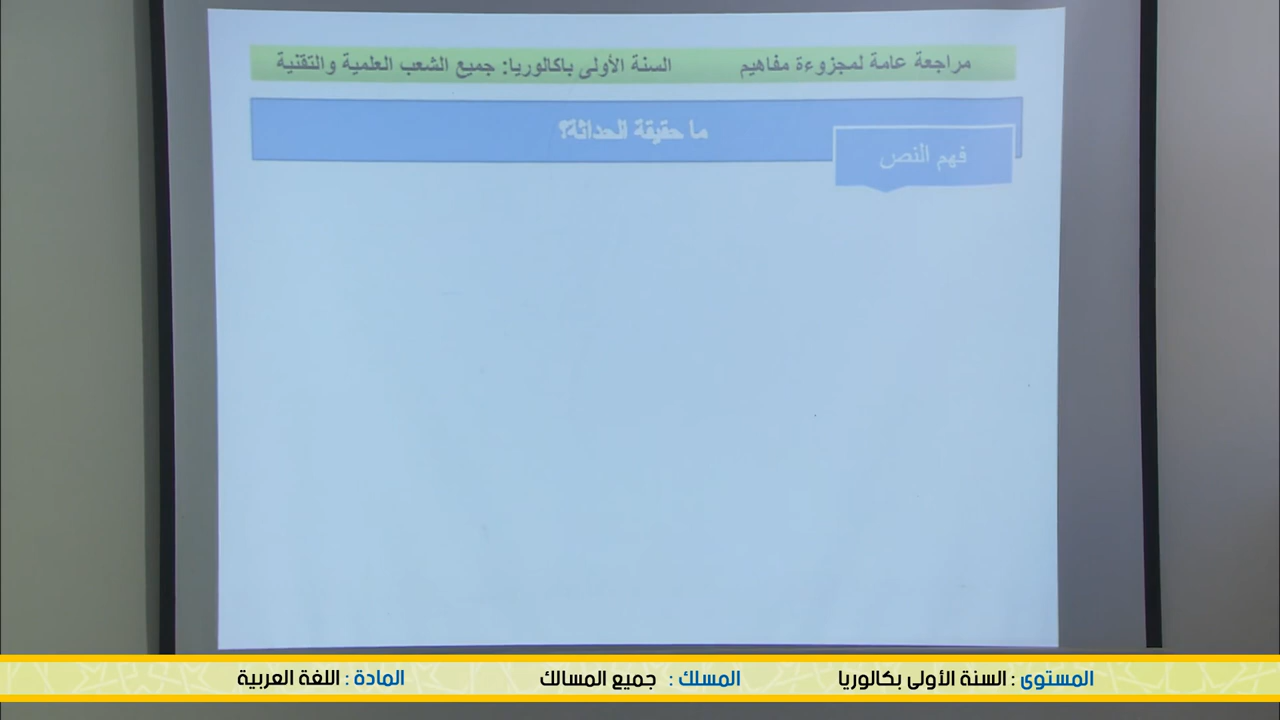 مراجعة عامة لمجزوءة مفاهيم السنة الأولى باكالوريا: جميع الشعب العلمية والتقنية
ما حقيقة الحداثة؟
فهم النص
المستوى : السنة الأولى بكالوريا المسلك : جميع المسالك المادة : اللغة العربية